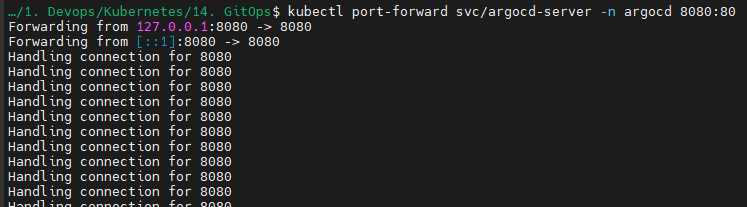 …/1. Devops/Kubernetes/14. GitOps$ kubectl port-forward svc/argocd-server -n argocd 8080:80
Forwarding from 127.0.0.1:8080 -> 8080
Forwarding from [::1]:8080 -> 8080
Handling connection for 8080
Handling connection for 8080
Handling connection for 8080
Handling connection for 8080
Handling connection for 8080
Handling connection for 8080
Handling connection for 8080
Handling connection for 8080
Handling connection for 8080
Handling connection for 8080
Handling connection for 8080